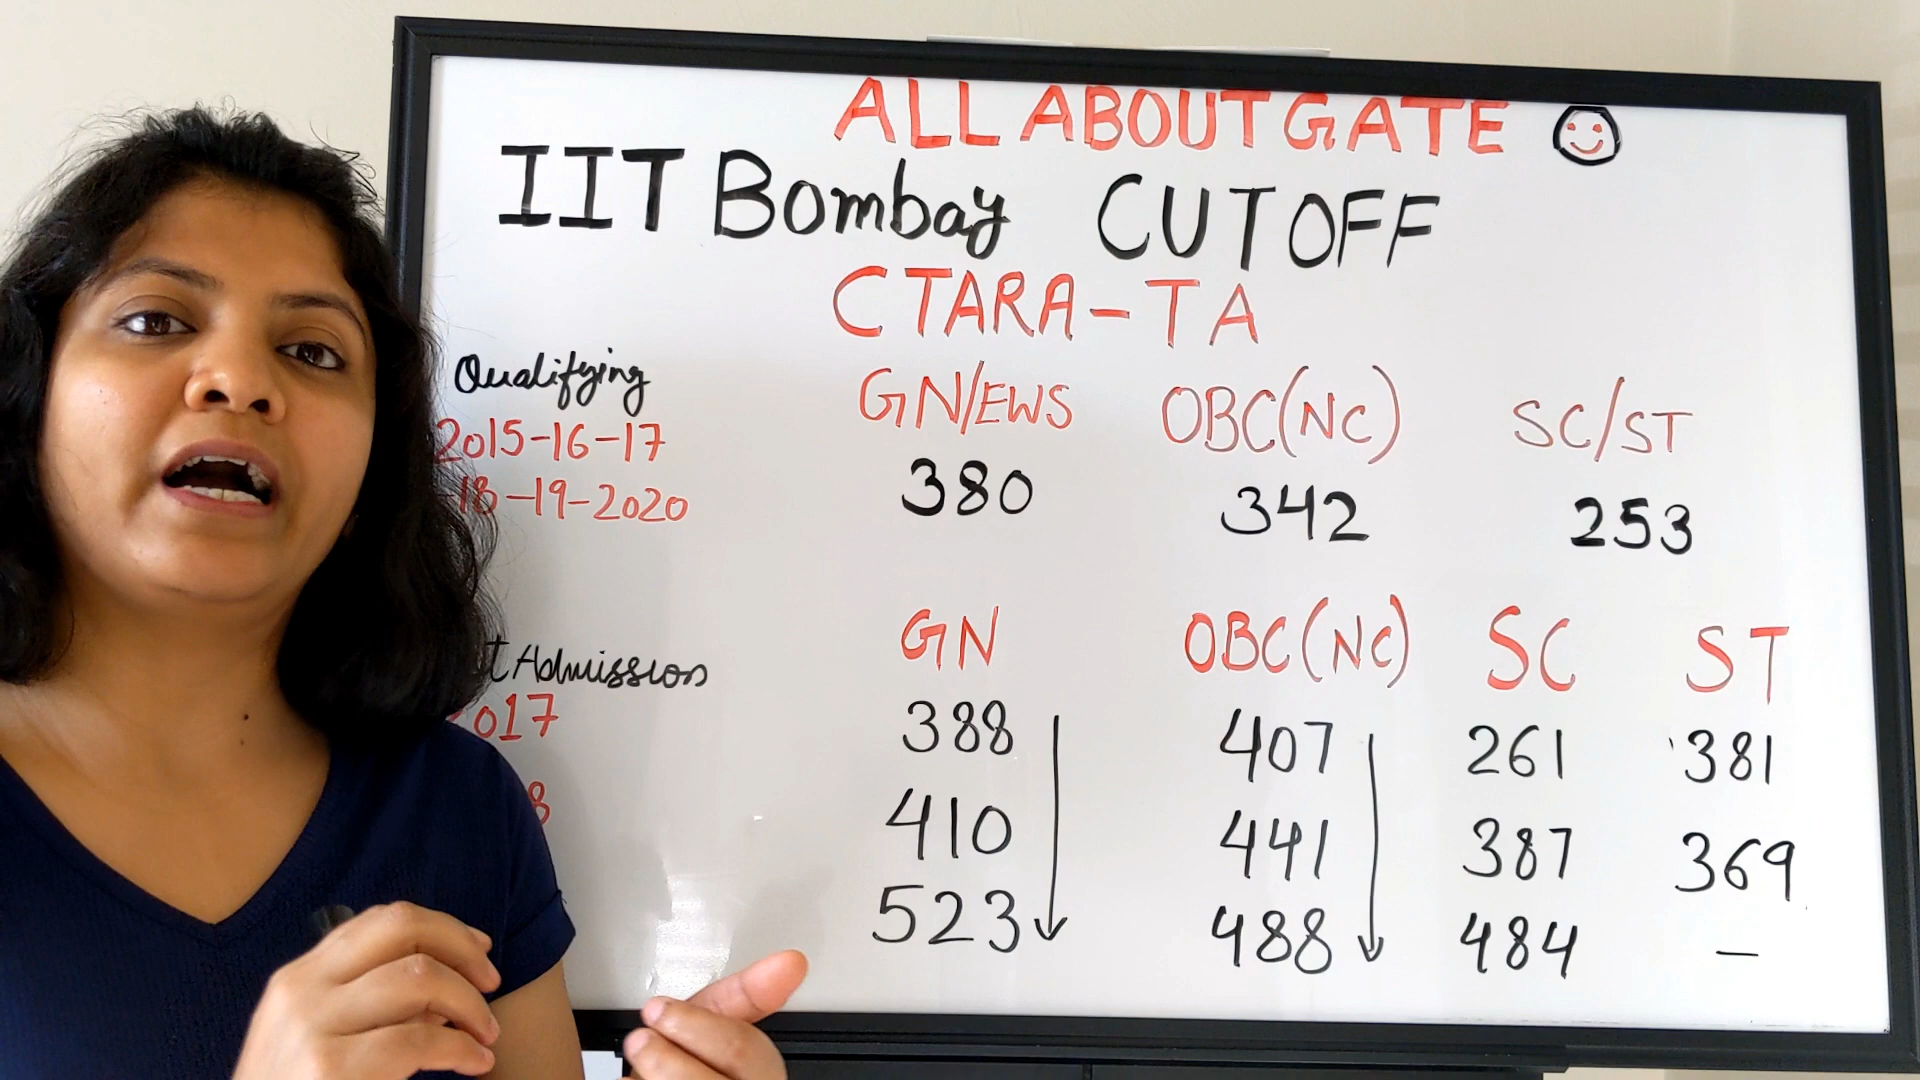 ALL ABOUT GATE
IIT Bombay CUTOFF
CTARA-TA
Qualifying GN/EWS OBC(NC) SC/ST
2015-16-17 380 342 253
18-19-2020
Admission GN OBC(NC) SC ST
2017 388 407 261 381
8 410 441 387 369
523 488 484 -